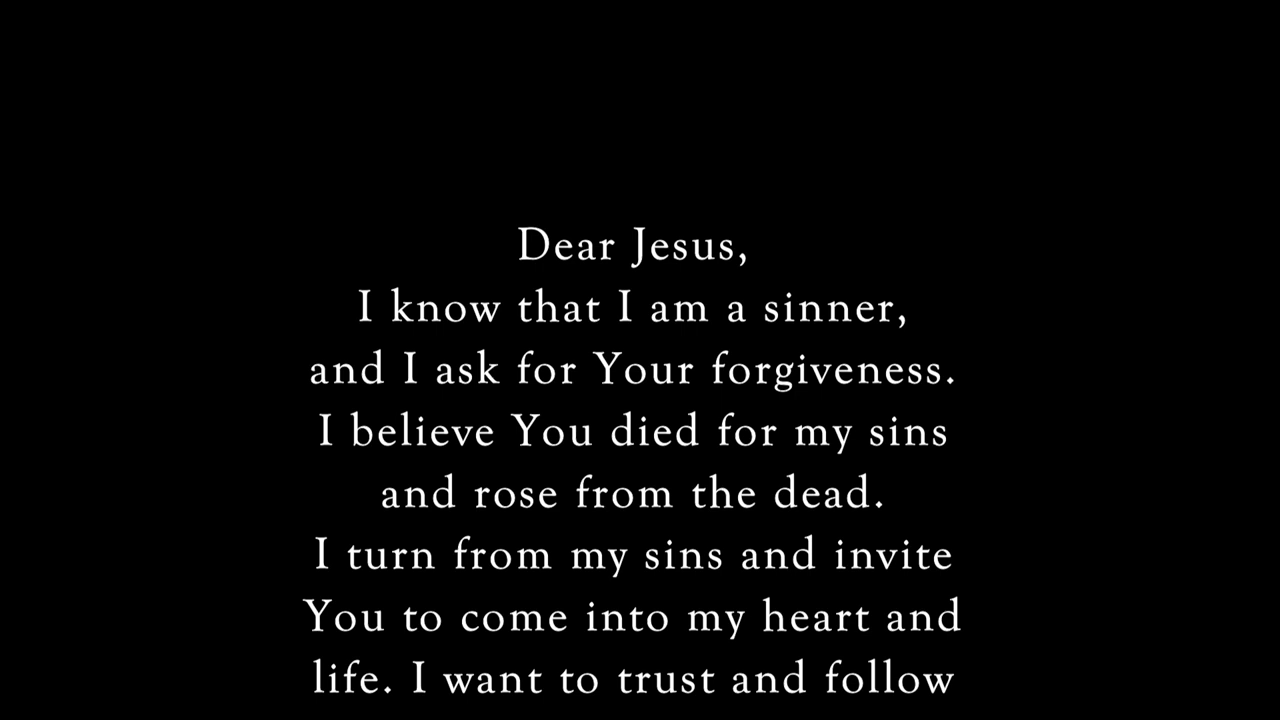 Dear Jesus,
I know that I am a sinner,
and I ask for Your forgiveness.
I believe You died for my sins
and rose from the dead.
I turn from my sins and invite
You to come into my heart and
life. I want to trust and follow